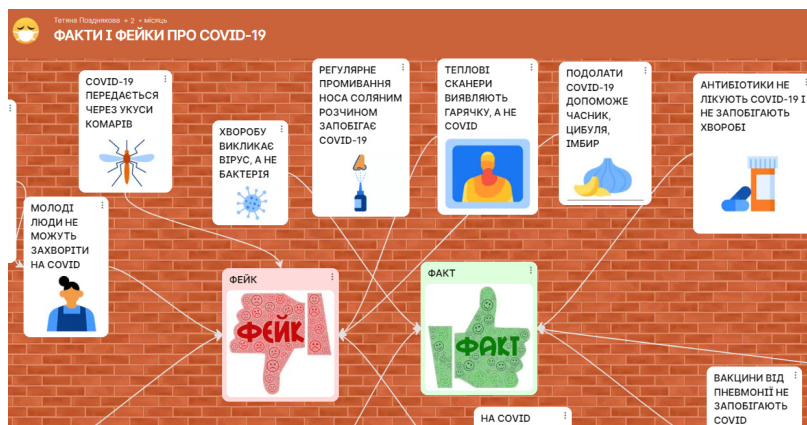 Тетяна Позднякова + 2 • місяць
ФАКТИ І ФЕЙКИ ПРО COVID-19
COVID-19
ПЕРЕДАЄТЬСЯ
ЧЕРЕЗ УКУСИ
КОМАРІВ
ХВОРОБУ
ВИКЛИКАЄ
ВІРУС, А НЕ
БАКТЕРІЯ
РЕГУЛЯРНЕ
ПРОМИВАННЯ
НОСА СОЛЯНИМ
РОЗЧИНОМ
ЗАПОБІГАЄ
COVID-19
ТЕПЛОВІ
СКАНЕРИ
ВИЯВЛЯЮТЬ
ГАРЯЧКУ, А НЕ
COVID
ПОДОЛАТИ
COVID-19
ДОПОМОЖЕ
ЧАСНИК,
ЦИБУЛЯ,
ІМБИР
АНТИБІОТИКИ НЕ
ЛІКУЮТЬ COVID-19 І
НЕ ЗАПОБІГАЮТЬ
ХВОРОБІ
МОЛОДІ
ЛЮДИ НЕ
МОЖУТЬ
ЗАХВОРІТИ
НА COVID
ФЕЙК
ФЕЙК
ФАКТ
ФАКТ
НА COVID
ВАКЦИНИ ВІД
ПНЕВМОНІЇ НЕ
ЗАПОБІГАЮТЬ
COVID